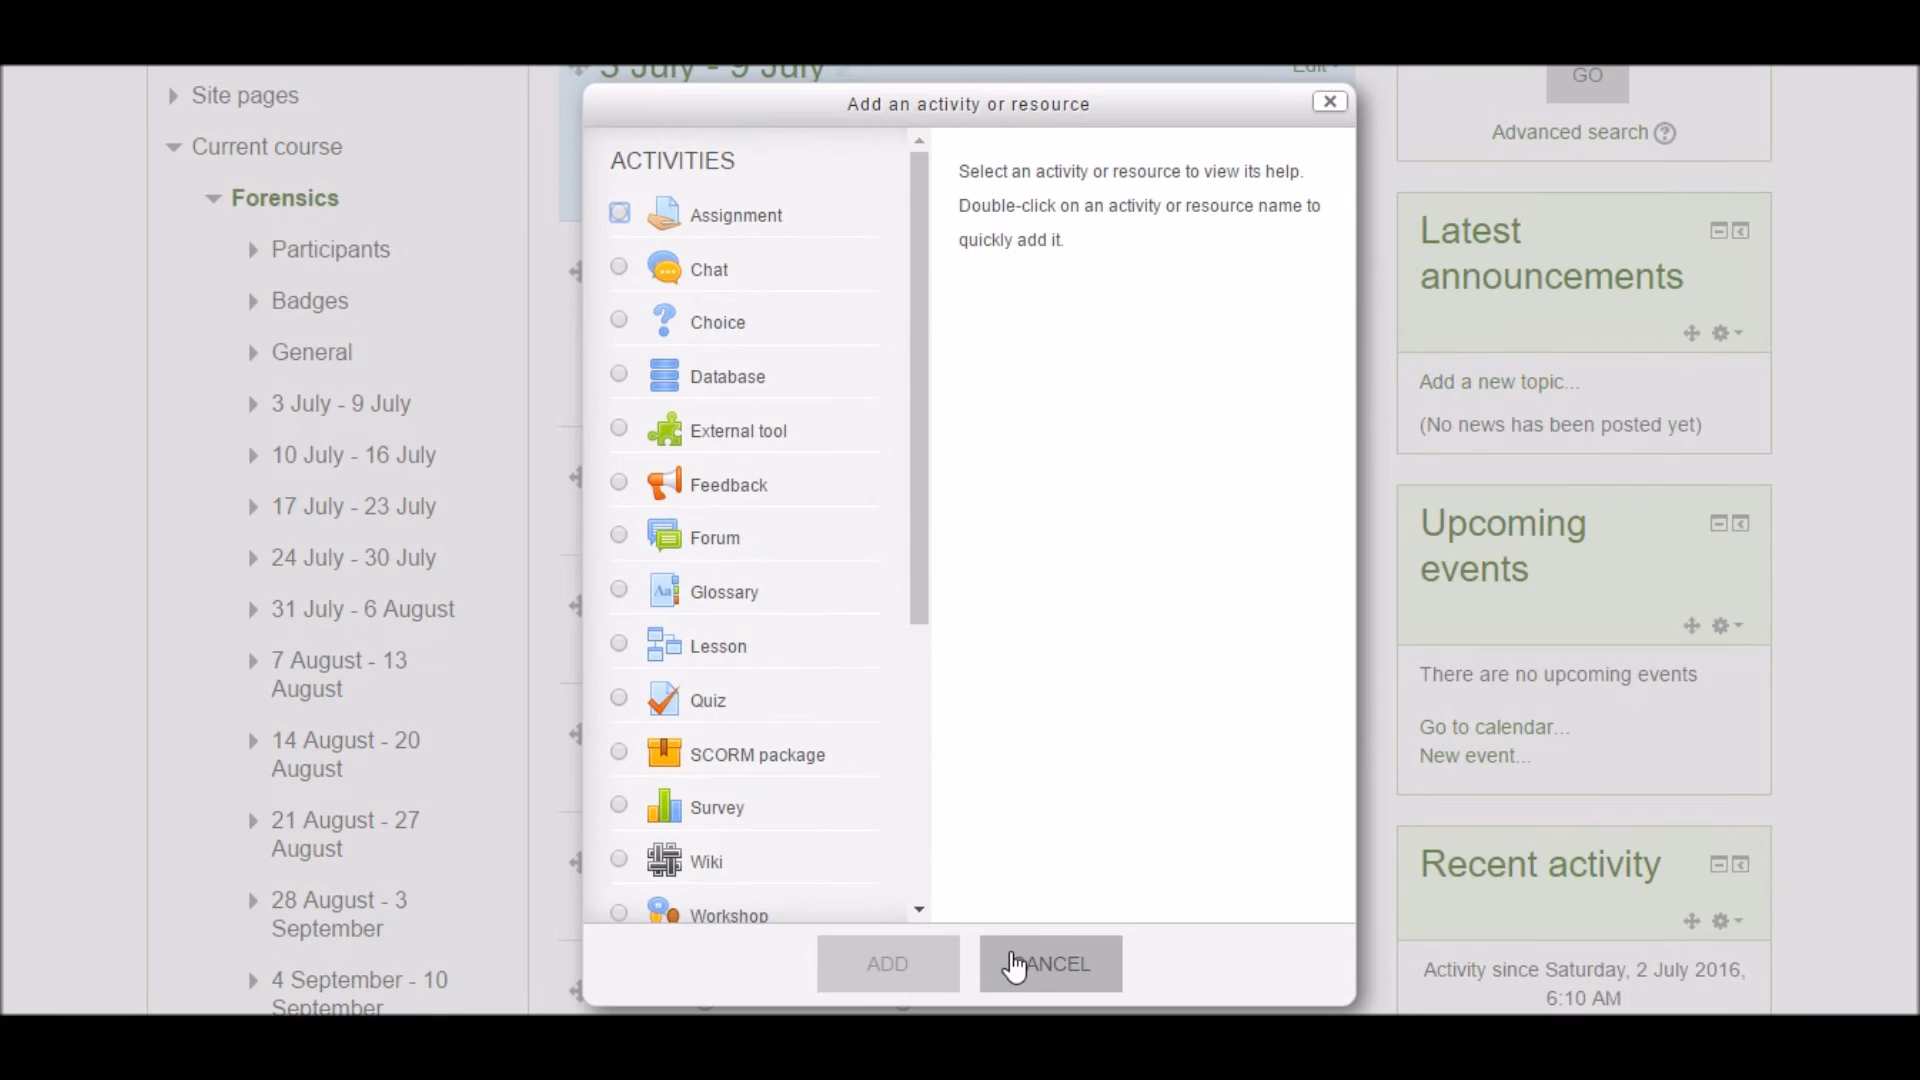 Site pages
Current course
Forensics
Participants
Badges
General
3 July - 9 July
10 July - 16 July
17 July - 23 July
24 July - 30 July
31 July - 6 August
7 August - 13
August
14 August - 20
August
21 August - 27
August
28 August - 3
September
4 September - 10
September
3 July - 9 July
Edit
Add an activity or resource
ACTIVITIES
Assignment
Chat
Choice
Database
External tool
Feedback
Forum
Glossary
Lesson
Quiz
SCORM package
Survey
Wiki
Workshop
Select an activity or resource to view its help.
Double-click on an activity or resource name to
quickly add it.
ADD
CANCEL
GO
Advanced search
Latest
announcements
Add a new topic...
(No news has been posted yet)
Upcoming
events
There are no upcoming events
Go to calendar...
New event...
Recent activity
Activity since Saturday, 2 July 2016,
6:10 AM